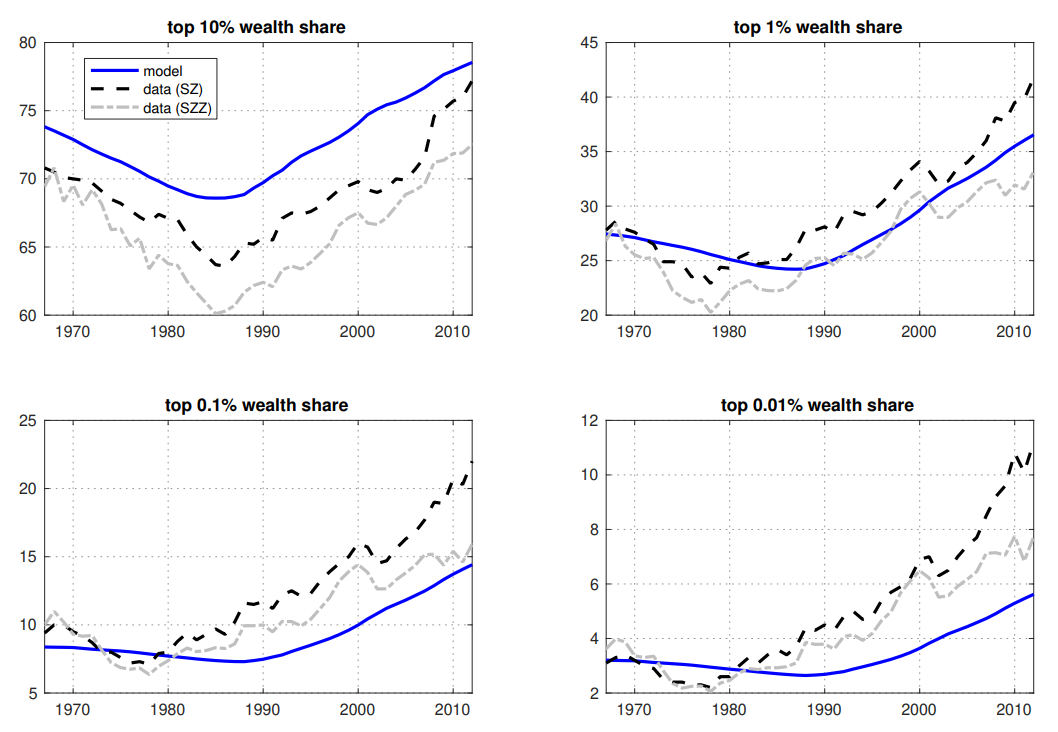 top 10% wealth share
80
75
70
65
60
1970 1980 1990 2000 2010
model
data (SZ)
data (SZZ)
top 1% wealth share
45
40
35
30
25
20
1970 1980 1990 2000 2010
top 0.1% wealth share
25
20
15
10
5
1970 1980 1990 2000 2010
top 0.01% wealth share
12
10
8
6
4
2
1970 1980 1990 2000 2010